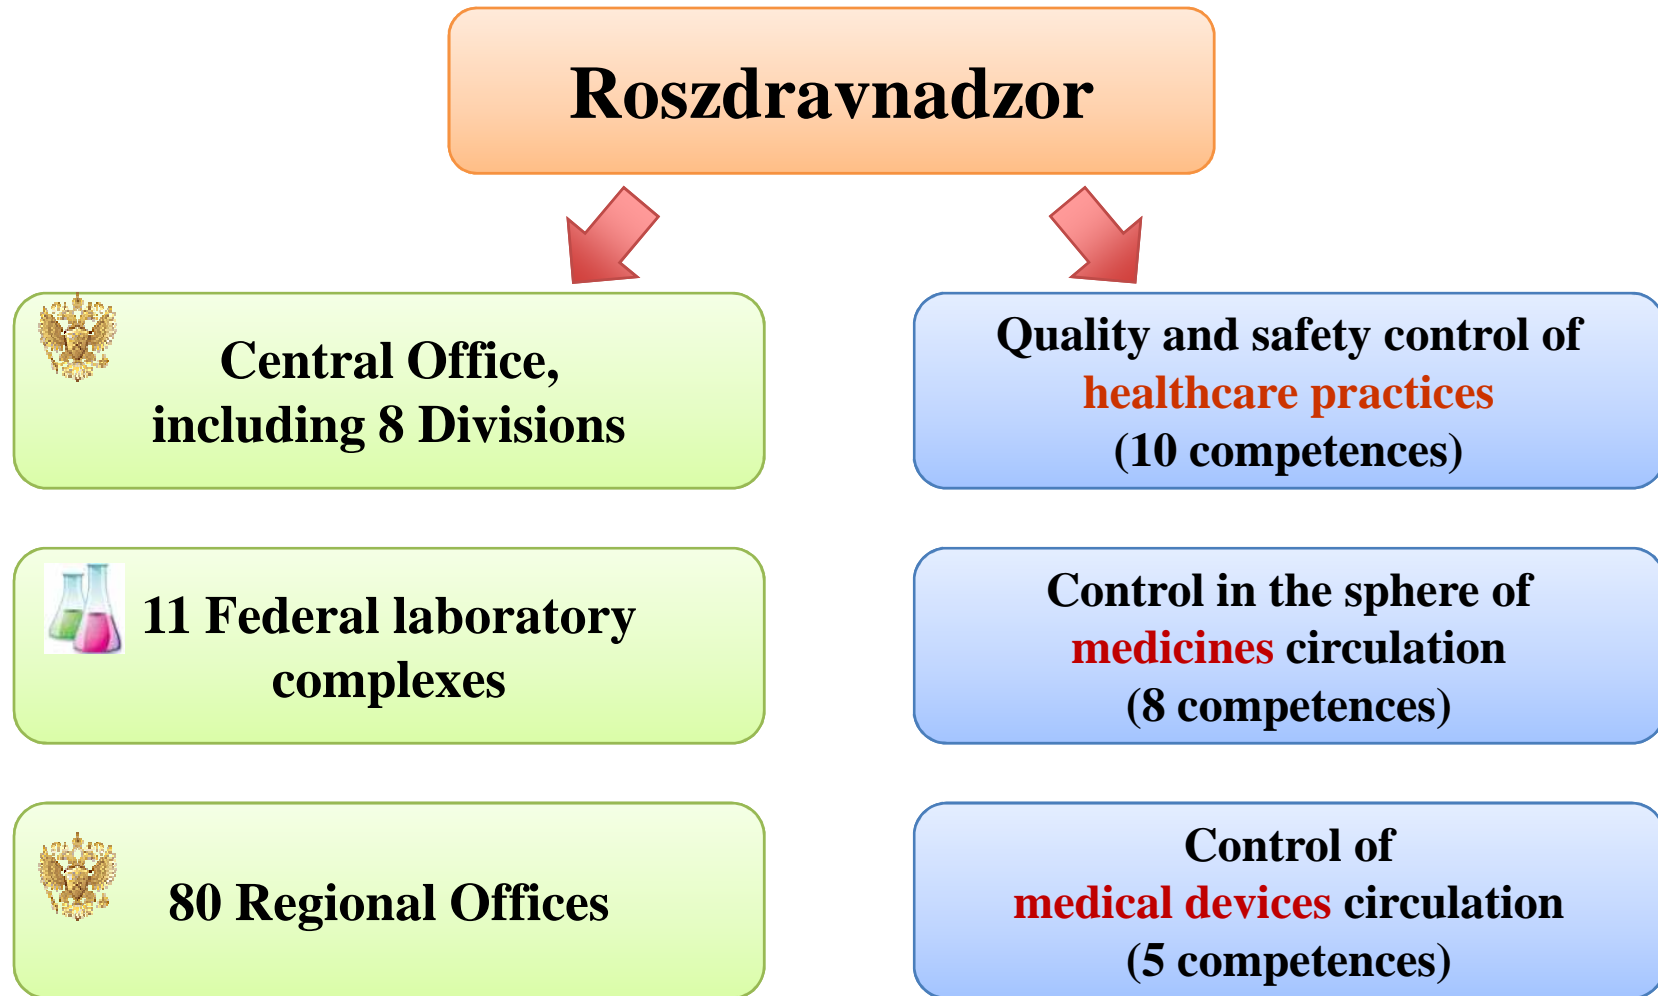 Roszdravnadzor
Central Office,
including 8 Divisions
11 Federal laboratory
complexes
80 Regional Offices
Quality and safety control of
healthcare practices
(10 competences)
Control in the sphere of
medicines circulation
(8 competences)
Control of
medical devices circulation
(5 competences)